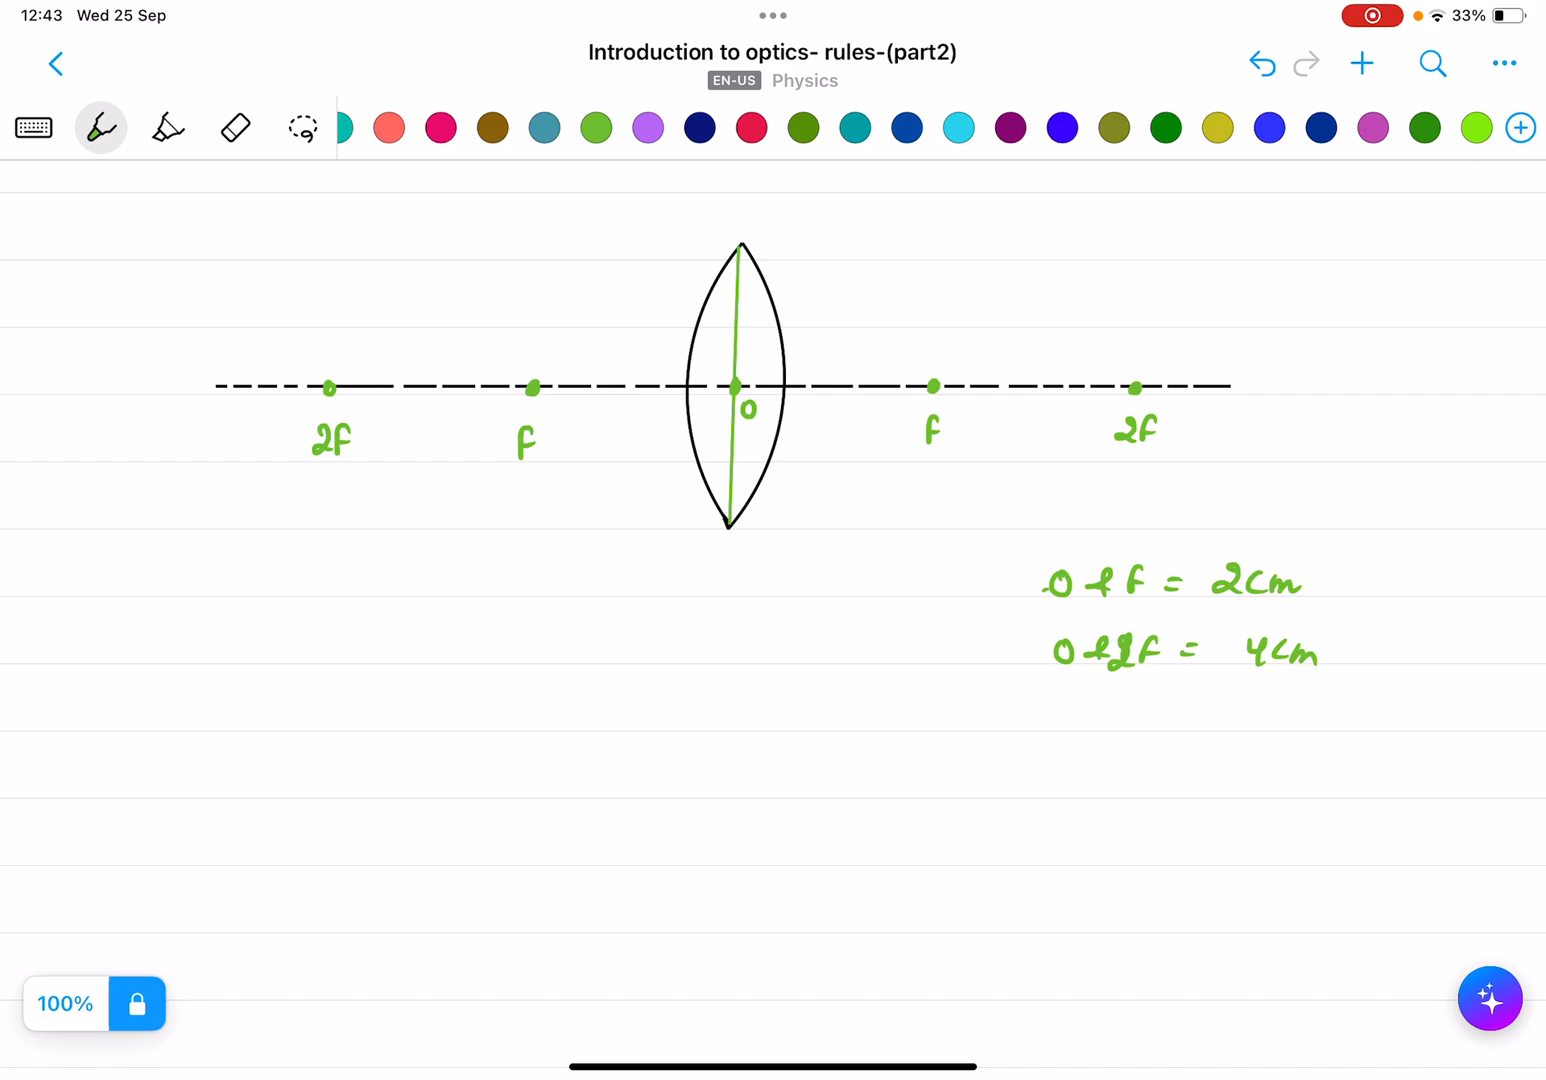 12:43 Wed 25 Sep
33%
Introduction to optics- rules-(part2)
EN-US Physics
O
2F F F 2F
O & F = 2cm
O & 2F = 4cm
100%